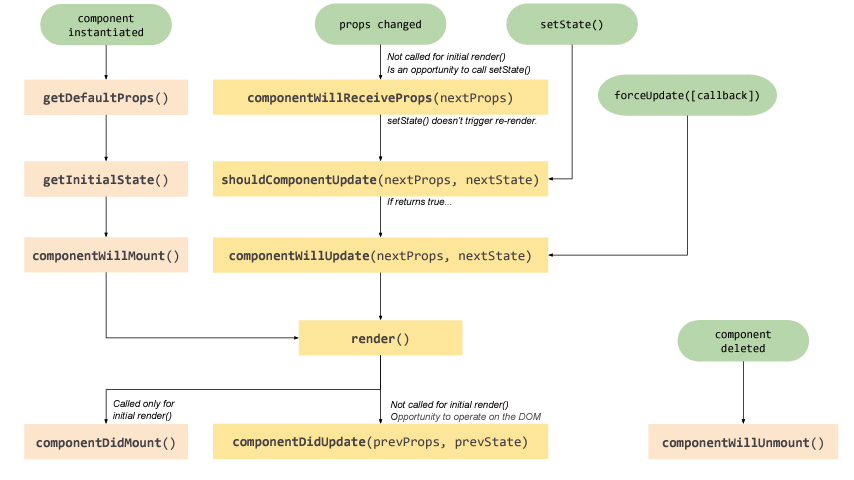 component
instantiated
props changed
setState()
Not called for initial render()
Is an opportunity to call setState()
getDefaultProps()
componentWillReceiveProps(nextProps)
forceUpdate([callback])
setState() doesn't trigger re-render.
getInitialState()
shouldComponentUpdate(nextProps, nextState)
If returns true...
componentWillMount()
componentWillUpdate(nextProps, nextState)
render()
component
deleted
Called only for
initial render()
Not called for initial render()
Opportunity to operate on the DOM
componentDidMount()
componentDidUpdate(prevProps, prevState)
componentWillUnmount()